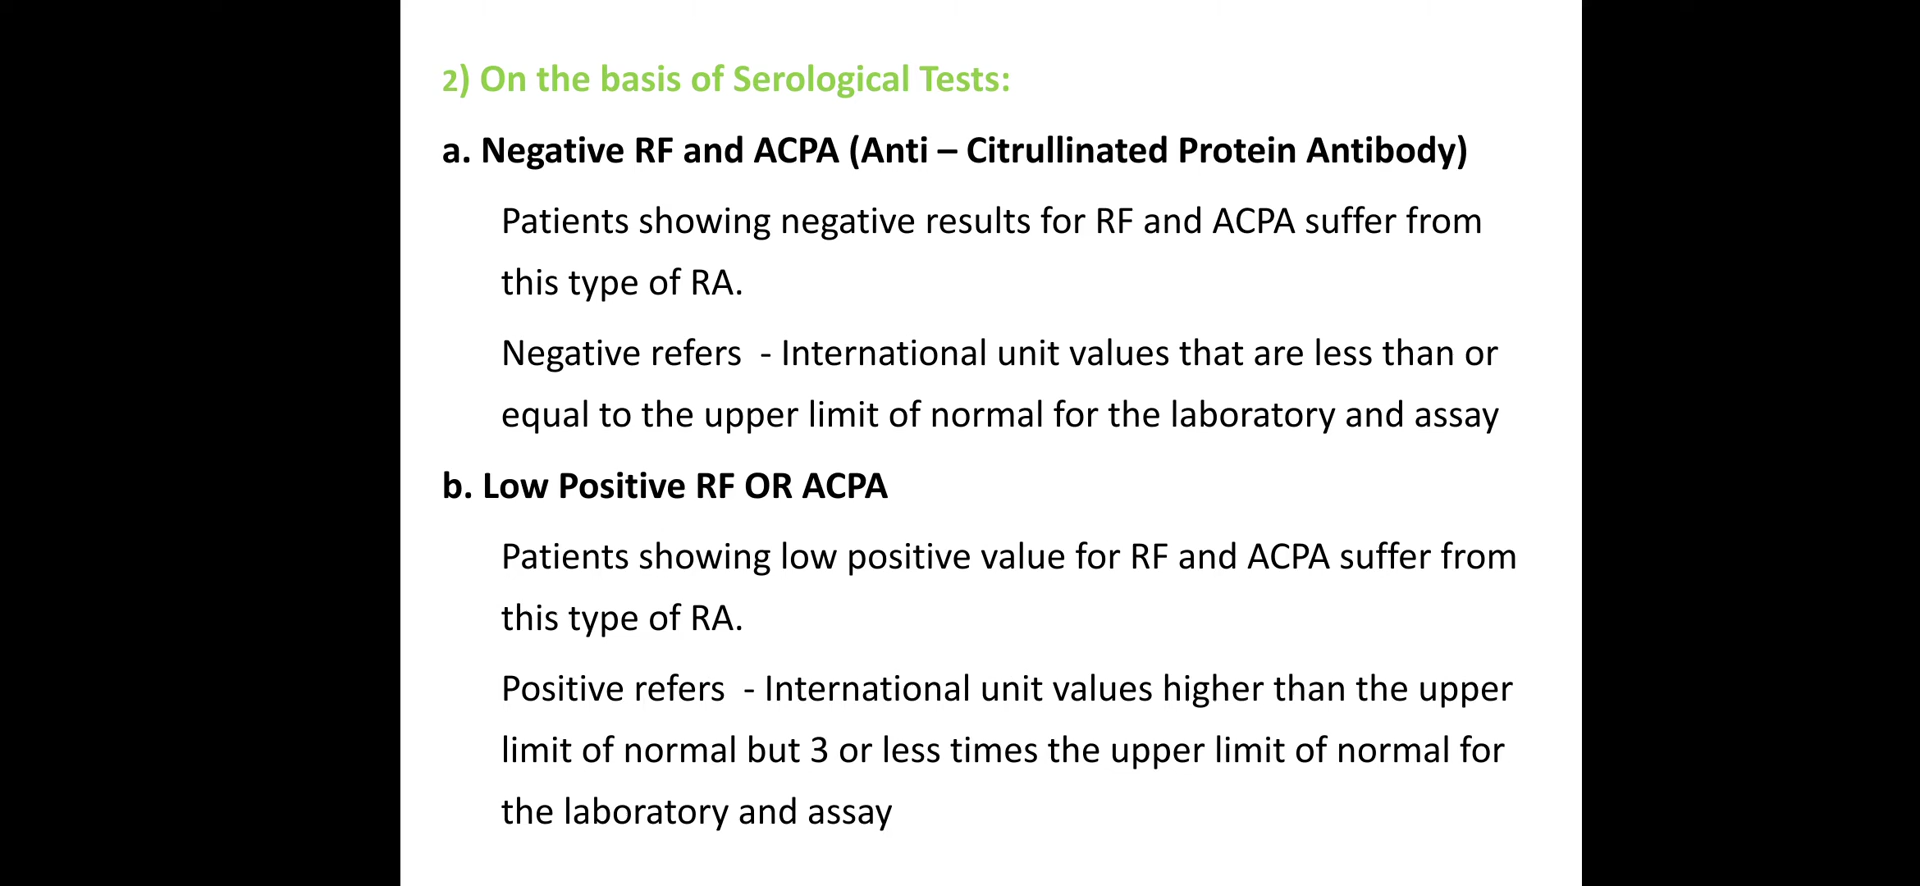 2) On the basis of Serological Tests:
a. Negative RF and ACPA (Anti – Citrullinated Protein Antibody)
Patients showing negative results for RF and ACPA suffer from
this type of RA.
Negative refers  - International unit values that are less than or
equal to the upper limit of normal for the laboratory and assay
b. Low Positive RF OR ACPA
Patients showing low positive value for RF and ACPA suffer from
this type of RA.
Positive refers  - International unit values higher than the upper
limit of normal but 3 or less times the upper limit of normal for
the laboratory and assay